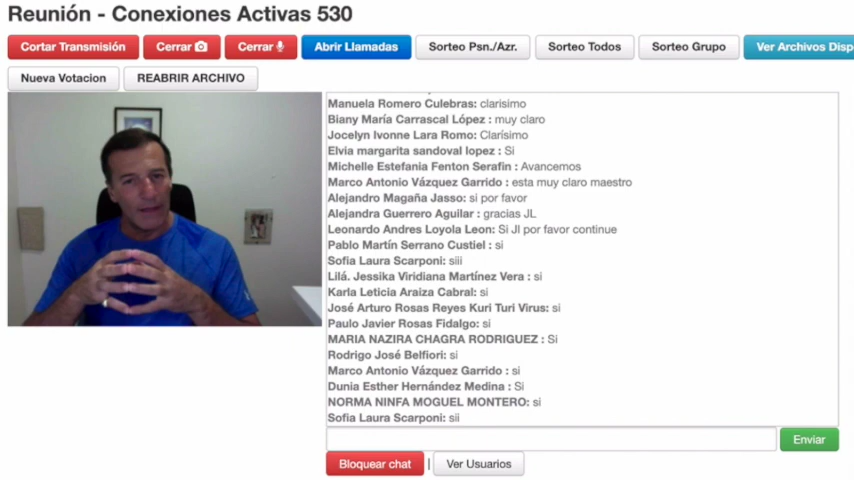 Reunión - Conexiones Activas 530
Cortar Transmisión Cerrar Cerrar Abrir Llamadas Sorteo Psn./Azr. Sorteo Todos Sorteo Grupo Ver Archivos Disp
Nueva Votacion REABRIR ARCHIVO
Manuela Romero Culebras: clarisimo
Biany María Carrascal López : muy claro
Jocelyn Ivonne Lara Romo: Clarísimo
Elvia margarita sandoval lopez : Si
Michelle Estefania Fenton Serafin : Avancemos
Marco Antonio Vázquez Garrido : esta muy claro maestro
Alejandro Magaña Jasso: si por favor
Alejandra Guerrero Aguilar : gracias JL
Leonardo Andres Loyola Leon: Si Jl por favor continue
Pablo Martín Serrano Custiel : si
Sofia Laura Scarponi: siii
Lilá. Jessika Viridiana Martínez Vera : si
Karla Leticia Araiza Cabral: si
José Arturo Rosas Reyes Kuri Turi Virus: si
Paulo Javier Rosas Fidalgo: si
MARIA NAZIRA CHAGRA RODRIGUEZ : Si
Rodrigo José Belfiori: si
Marco Antonio Vázquez Garrido : si
Dunia Esther Hernández Medina : Si
NORMA NINFA MOGUEL MONTERO: si
Sofia Laura Scarponi: sii
Enviar
Bloquear chat | Ver Usuarios